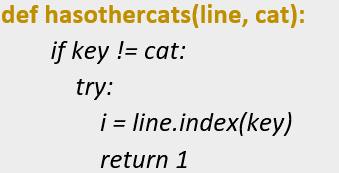 def hasothercats(line, cat):
if key != cat:
try:
i = line.index(key)
return 1